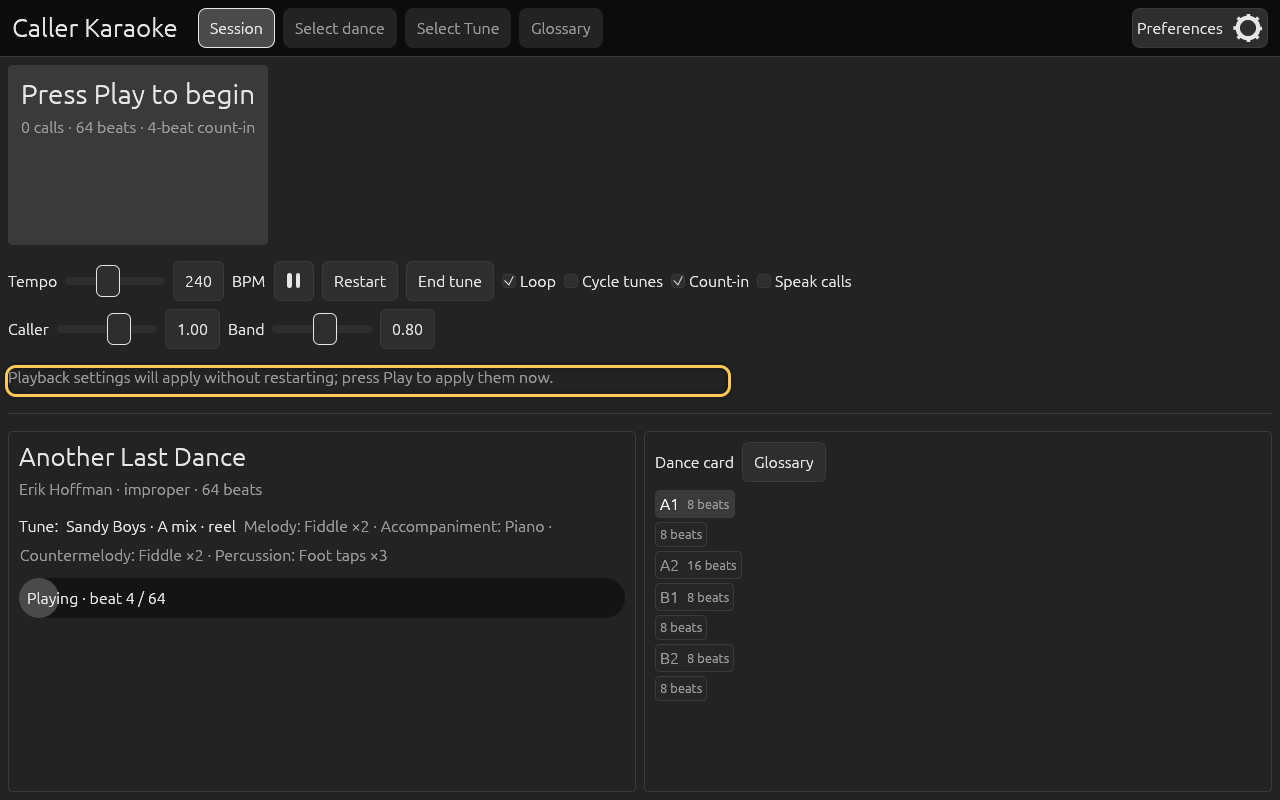 Caller Karaoke Session Select dance Select Tune Glossary Preferences
Press Play to begin
0 calls · 64 beats · 4-beat count-in
Tempo 240 BPM Restart End tune Loop Cycle tunes Count-in Speak calls
Caller 1.00 Band 0.80
Playback settings will apply without restarting; press Play to apply them now.
Another Last Dance
Erik Hoffman · improper · 64 beats
Tune: Sandy Boys · A mix · reel Melody: Fiddle ×2 · Accompaniment: Piano ·
Countermelody: Fiddle ×2 · Percussion: Foot taps ×3
Playing · beat 4 / 64
Dance card Glossary
A1 8 beats
8 beats
A2 16 beats
B1 8 beats
8 beats
B2 8 beats
8 beats